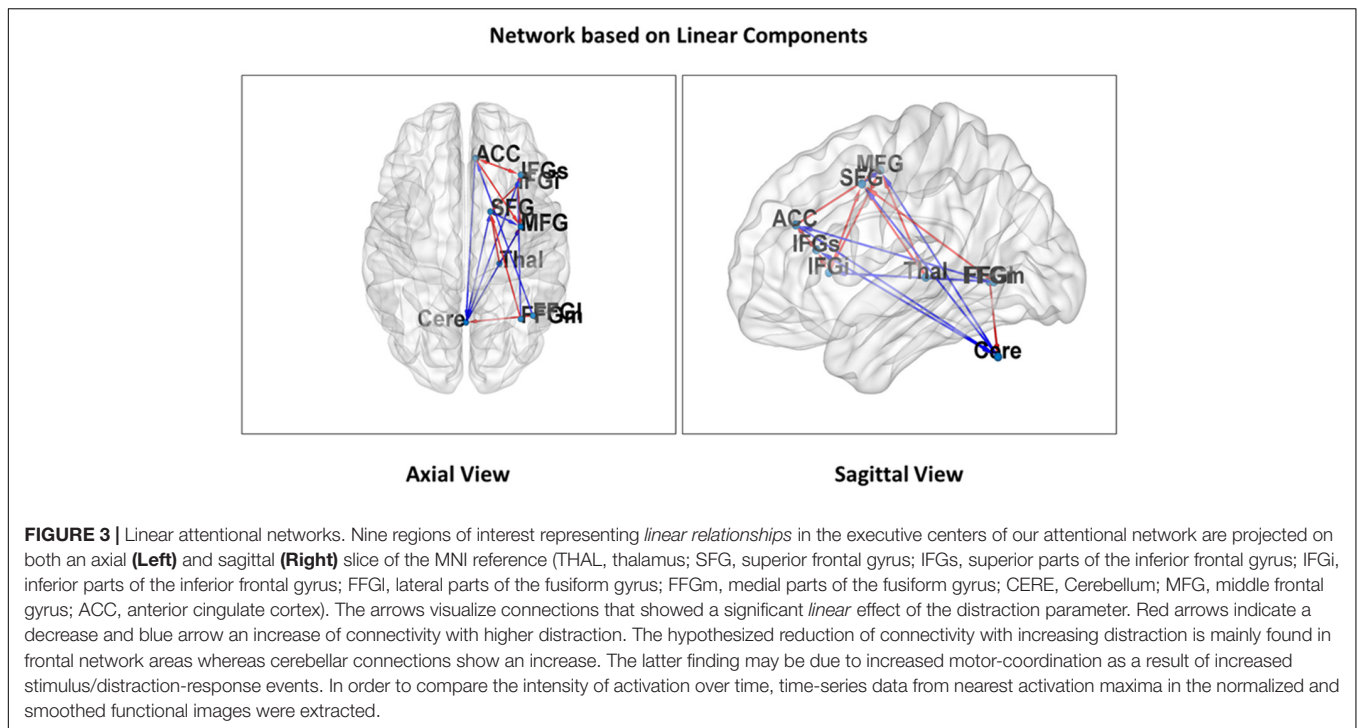 Network based on Linear Components
ACC
IFGs
IFGi
SFG
MFG
Thal
Cere
FFGl
FFGm
MFG
SFG
ACC
IFGs
IFGi
Thal
FFGl
FFGm
Cere
Axial View
Sagittal View
FIGURE 3 | Linear attentional networks. Nine regions of interest representing linear relationships in the executive centers of our attentional network are projected on
both an axial (Left) and sagittal (Right) slice of the MNI reference (THAL, thalamus; SFG, superior frontal gyrus; IFGs, superior parts of the inferior frontal gyrus; IFGi,
inferior parts of the inferior frontal gyrus; FFGl, lateral parts of the fusiform gyrus; FFGm, medial parts of the fusiform gyrus; CERE, Cerebellum; MFG, middle frontal
gyrus; ACC, anterior cingulate cortex). The arrows visualize connections that showed a significant linear effect of the distraction parameter. Red arrows indicate a
decrease and blue arrow an increase of connectivity with higher distraction. The hypothesized reduction of connectivity with increasing distraction is mainly found in
frontal network areas whereas cerebellar connections show an increase. The latter finding may be due to increased motor-coordination as a result of increased
stimulus/distraction-response events. In order to compare the intensity of activation over time, time-series data from nearest activation maxima in the normalized and
smoothed functional images were extracted.